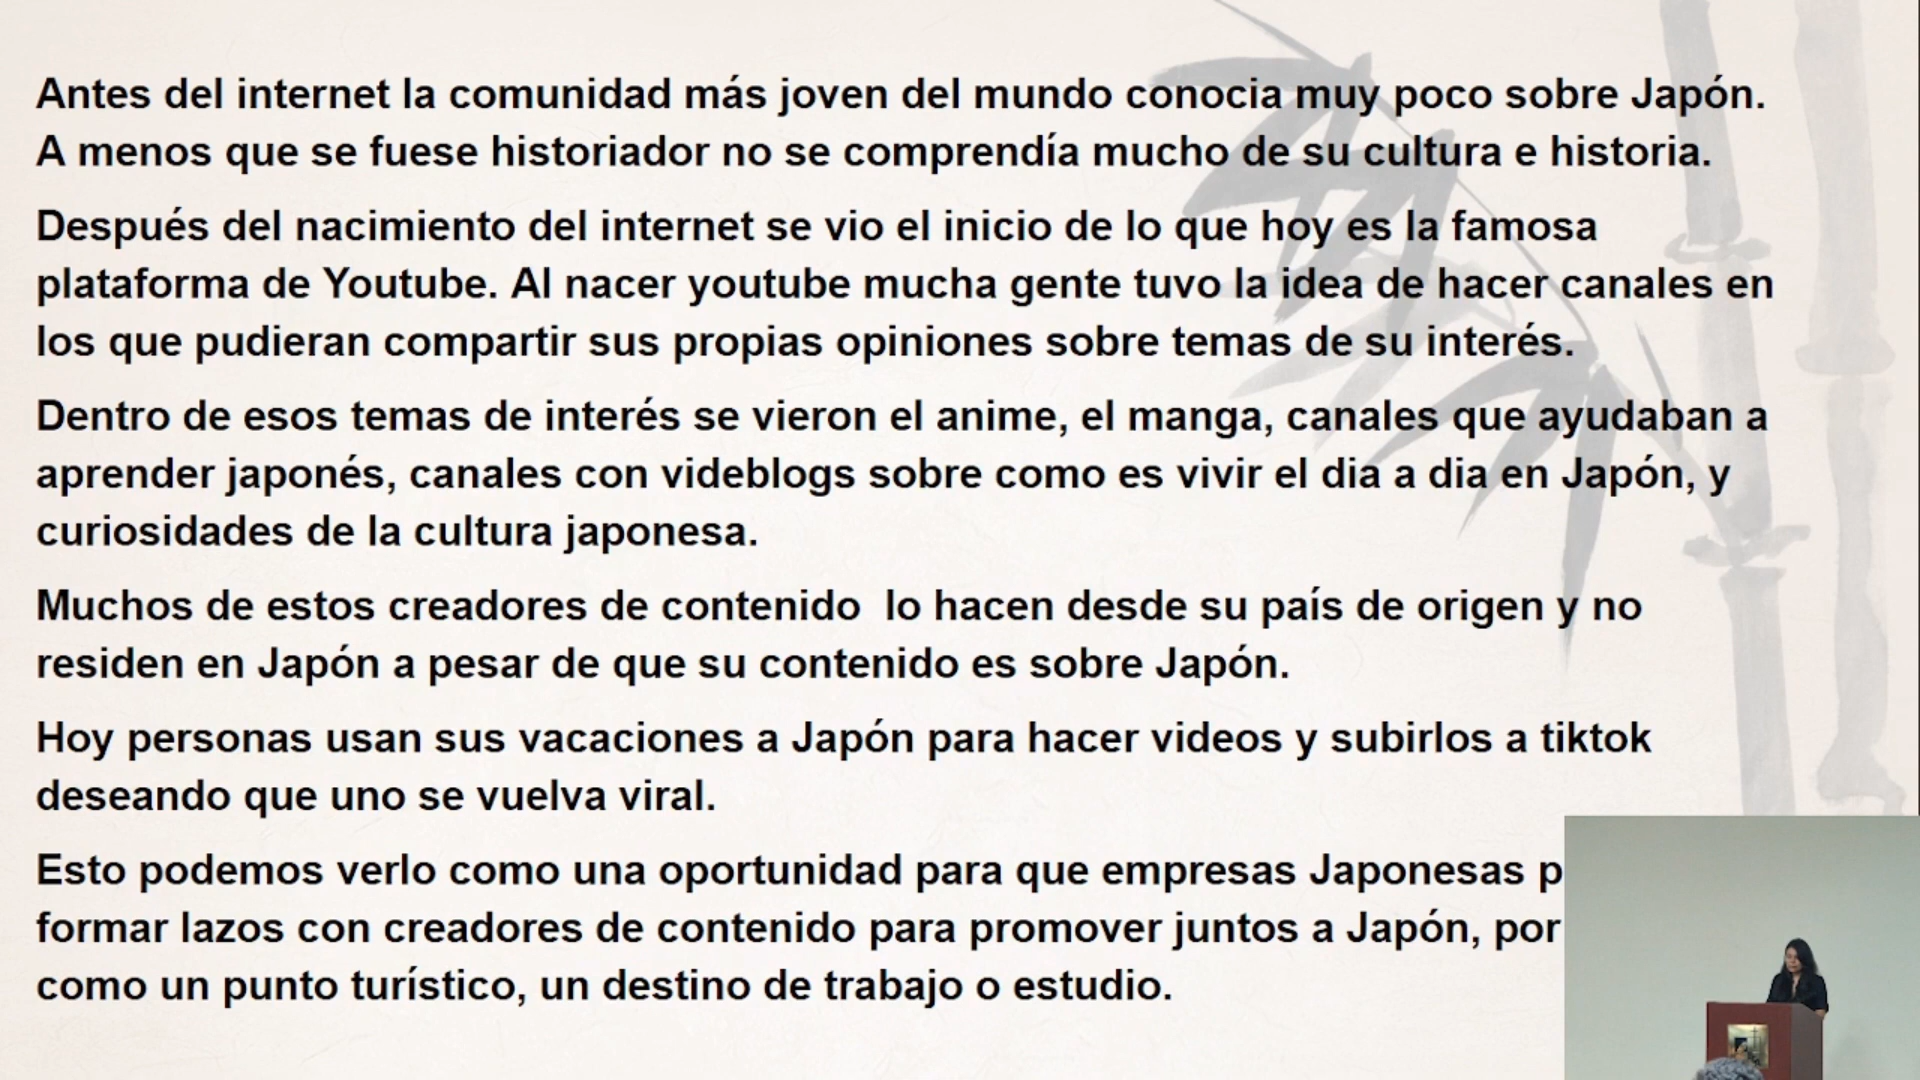 Antes del internet la comunidad más joven del mundo conocia muy poco sobre Japón.
A menos que se fuese historiador no se comprendía mucho de su cultura e historia.
Después del nacimiento del internet se vio el inicio de lo que hoy es la famosa
plataforma de Youtube. Al nacer youtube mucha gente tuvo la idea de hacer canales en
los que pudieran compartir sus propias opiniones sobre temas de su interés.
Dentro de esos temas de interés se vieron el anime, el manga, canales que ayudaban a
aprender japonés, canales con videblogs sobre como es vivir el dia a dia en Japón, y
curiosidades de la cultura japonesa.
Muchos de estos creadores de contenido  lo hacen desde su país de origen y no
residen en Japón a pesar de que su contenido es sobre Japón.
Hoy personas usan sus vacaciones a Japón para hacer videos y subirlos a tiktok
deseando que uno se vuelva viral.
Esto podemos verlo como una oportunidad para que empresas Japonesas
formar lazos con creadores de contenido para promover juntos a Japón, por
como un punto turístico, un destino de trabajo o estudio.